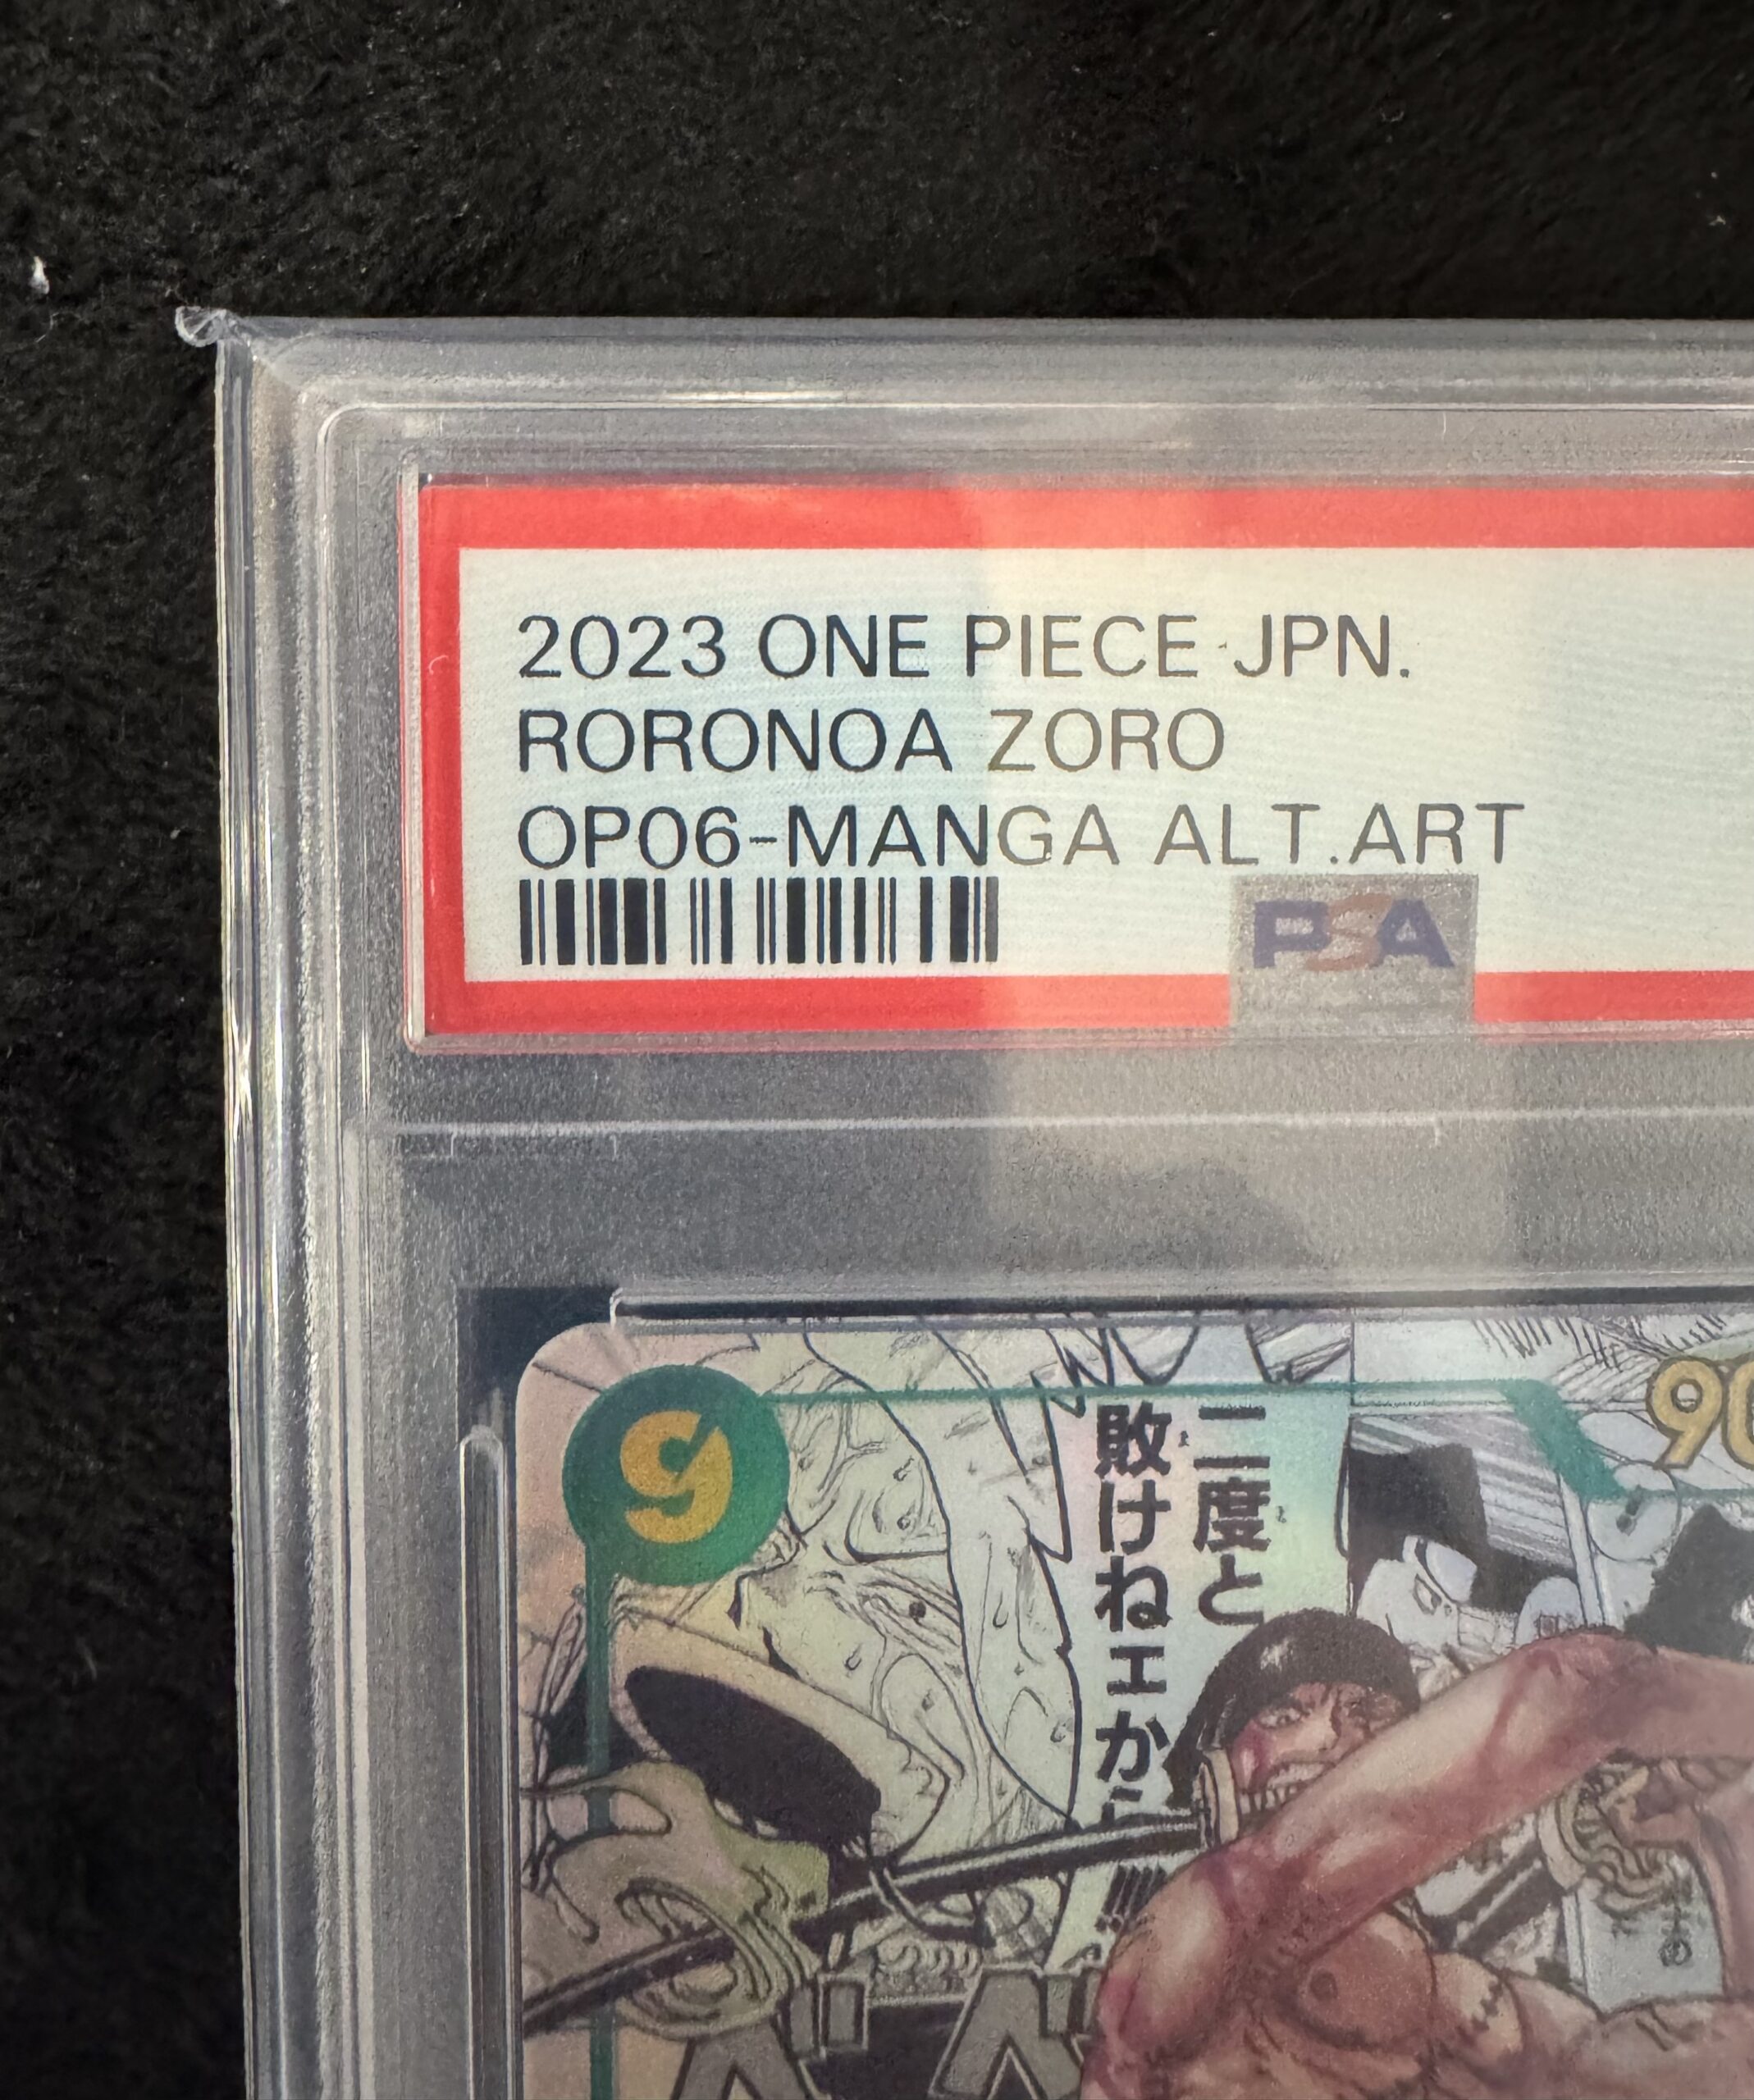 2023 ONE PIECE JPN.
RORONOA ZORO
OP06-MANGA ALT.ART
PSA
9
90
二度と
敗けねェから